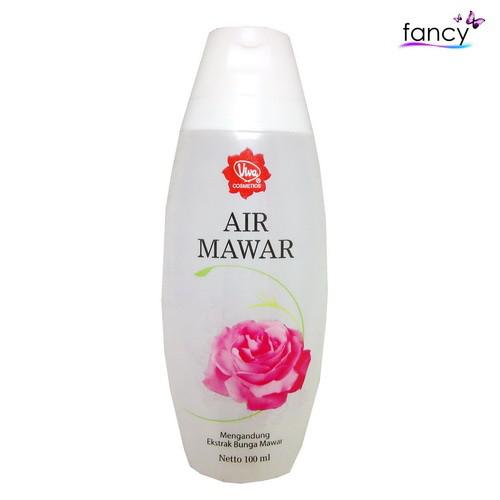 fancy
Viva
COSMETICS
AIR
MAWAR
Mengandung
Ekstrak Bunga Mawar
Netto 100 ml